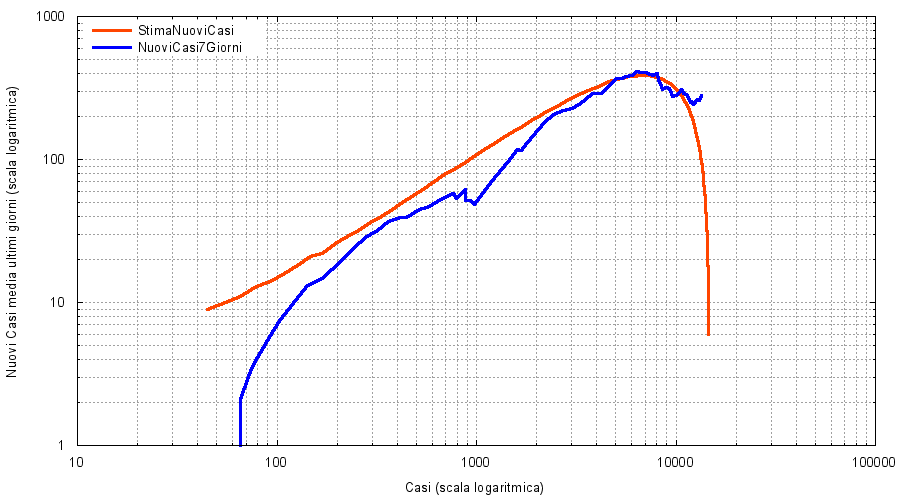 1000
StimaNuoviCasi
NuoviCasi7Giorni
100
10
1
Nuovi Casi media ultimi giorni (scala logaritmica)
10 100 1000 10000 100000
Casi (scala logaritmica)